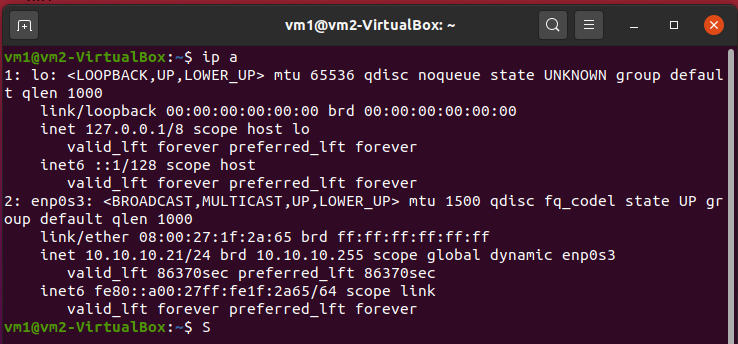 vm1@vm2-VirtualBox: ~
vm1@vm2-VirtualBox:~$ ip a
1: lo: <LOOPBACK,UP,LOWER_UP> mtu 65536 qdisc noqueue state UNKNOWN group defaul
t qlen 1000
    link/loopback 00:00:00:00:00:00 brd 00:00:00:00:00:00
    inet 127.0.0.1/8 scope host lo
       valid_lft forever preferred_lft forever
    inet6 ::1/128 scope host
       valid_lft forever preferred_lft forever
2: enp0s3: <BROADCAST,MULTICAST,UP,LOWER_UP> mtu 1500 qdisc fq_codel state UP gr
oup default qlen 1000
    link/ether 08:00:27:1f:2a:65 brd ff:ff:ff:ff:ff:ff
    inet 10.10.10.21/24 brd 10.10.10.255 scope global dynamic enp0s3
       valid_lft 86370sec preferred_lft 86370sec
    inet6 fe80::a00:27ff:fe1f:2a65/64 scope link
       valid_lft forever preferred_lft forever
vm1@vm2-VirtualBox:~$ S